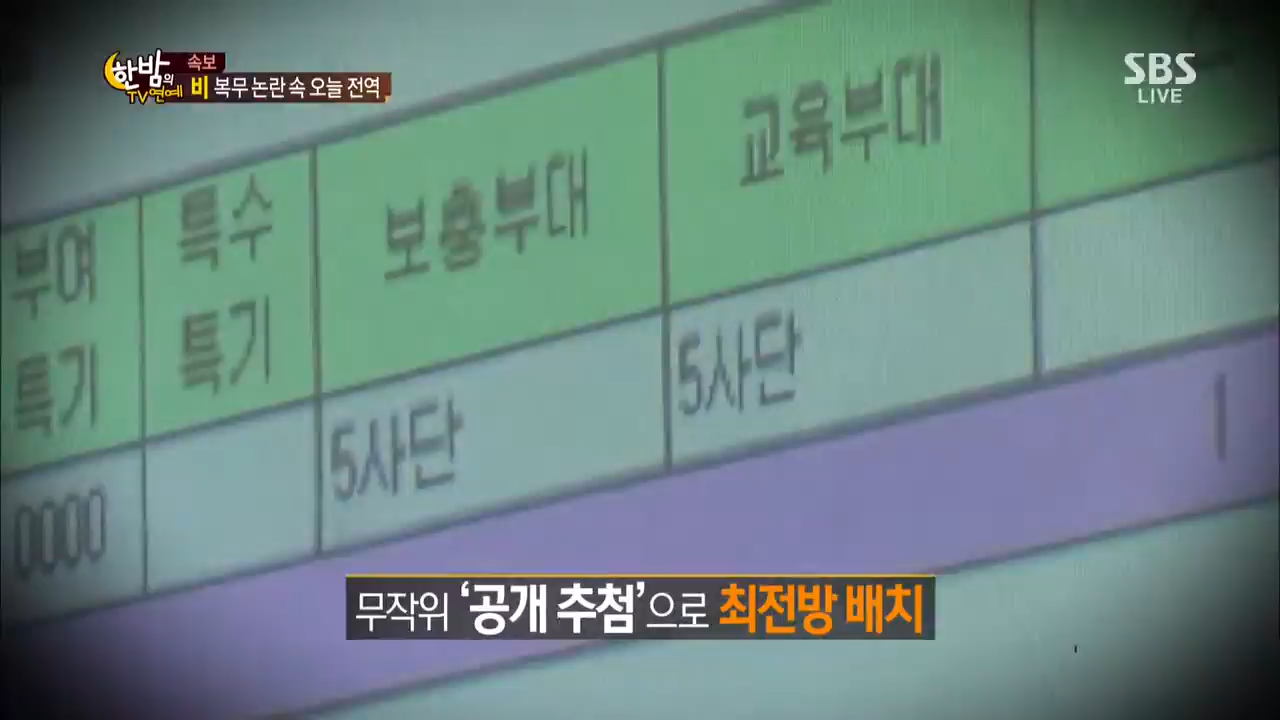 한밤의
TV연예
속보
비 복무 논란 속 오늘 전역
SBS
LIVE
부여
특기
특수
특기
보충부대
교육부대
0000
5사단
5사단
1
무작위 '공개 추첨'으로 최전방 배치